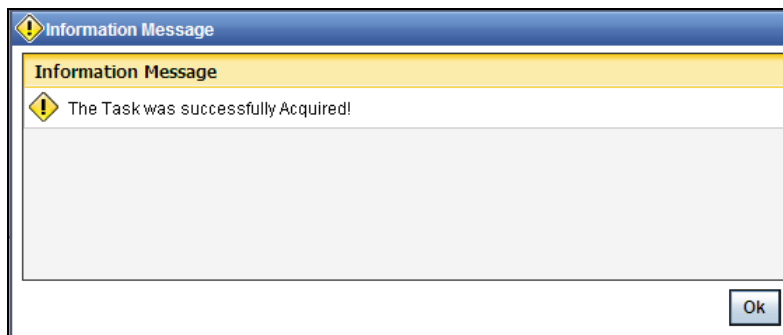 Information Message
Information Message
The Task was successfully Acquired!
Ok